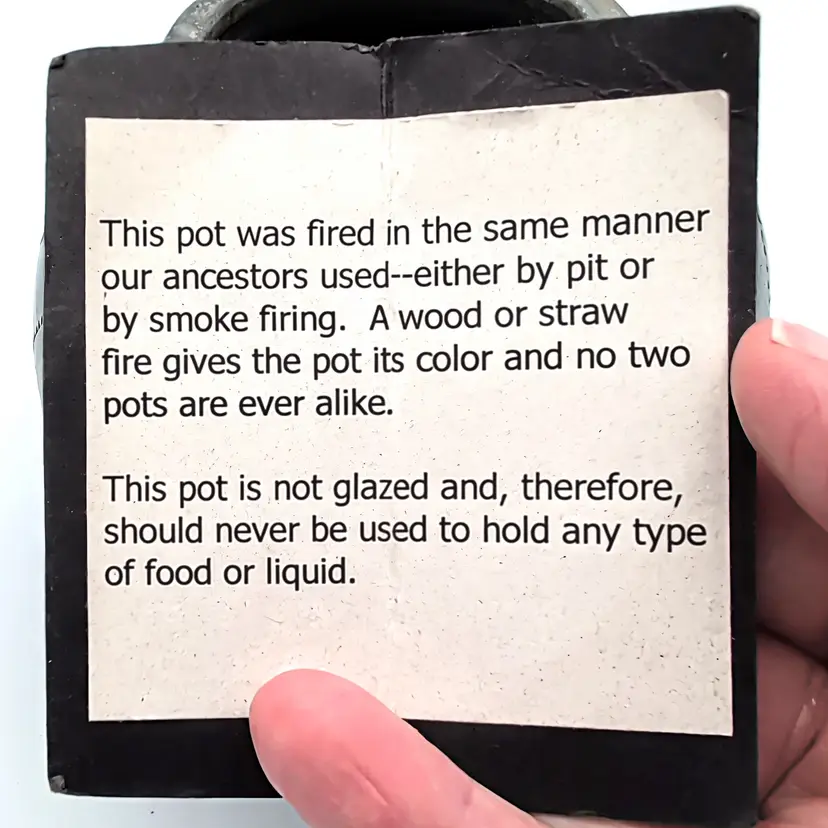 This pot was fired in the same manner
our ancestors used--either by pit or
by smoke firing.  A wood or straw
fire gives the pot its color and no two
pots are ever alike.
This pot is not glazed and, therefore,
should never be used to hold any type
of food or liquid.